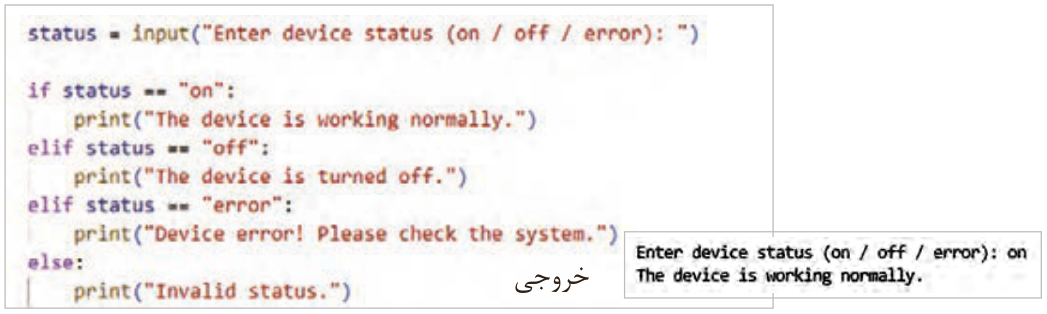 status = input("Enter device status (on / off / error): ")
if status == "on":
    print("The device is working normally.")
elif status == "off":
    print("The device is turned off.")
elif status == "error":
    print("Device error! Please check the system.")
else:
    print("Invalid status.")
خروجی
Enter device status (on / off / error): on
The device is working normally.